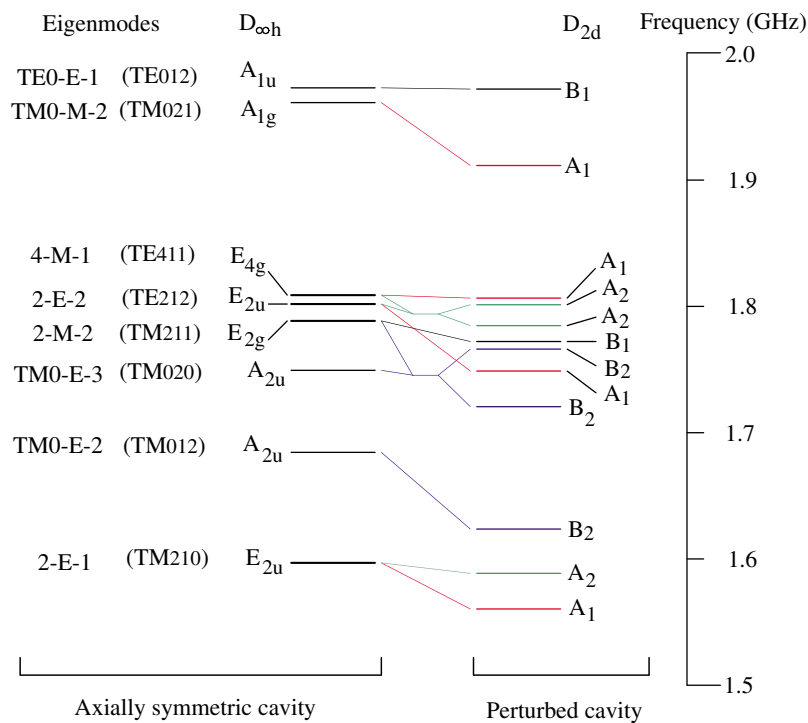 Eigenmodes D∞h D2d Frequency (GHz)
2.0
TE0-E-1 (TE012) A1u B1
TM0-M-2 (TM021) A1g
A1
1.9
4-M-1 (TE411) E4g A1
A2
2-E-2 (TE212) E2u 1.8
A2
2-M-2 (TM211) E2g B1
B2
TM0-E-3 (TM020) A2u
A1
B2
1.7
TM0-E-2 (TM012) A2u
B2
2-E-1 (TM210) E2u 1.6
A2
A1
1.5
Axially symmetric cavity Perturbed cavity